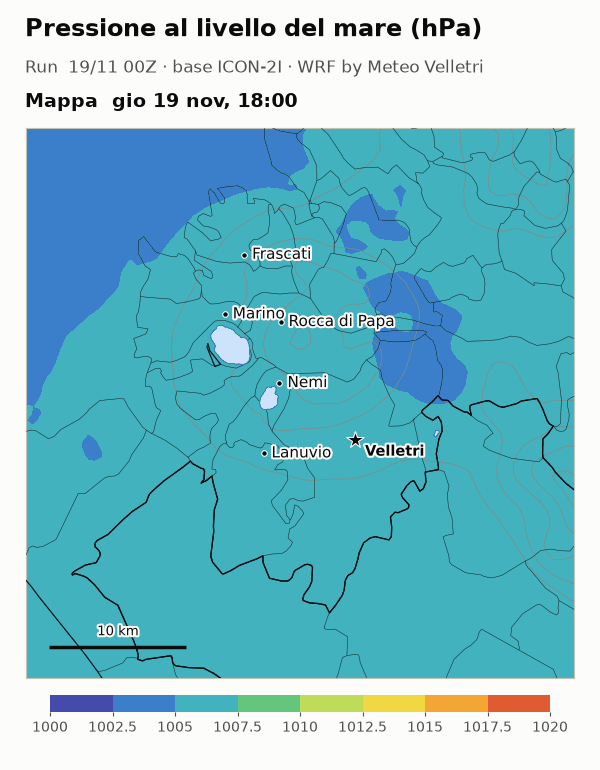 Pressione al livello del mare (hPa)
Run  19/11 00Z · base ICON-2I · WRF by Meteo Velletri
Mappa  gio 19 nov, 18:00
Frascati
Marino
Rocca di Papa
Nemi
Velletri
Lanuvio
10 km
1000 1002.5 1005 1007.5 1010 1012.5 1015 1017.5 1020